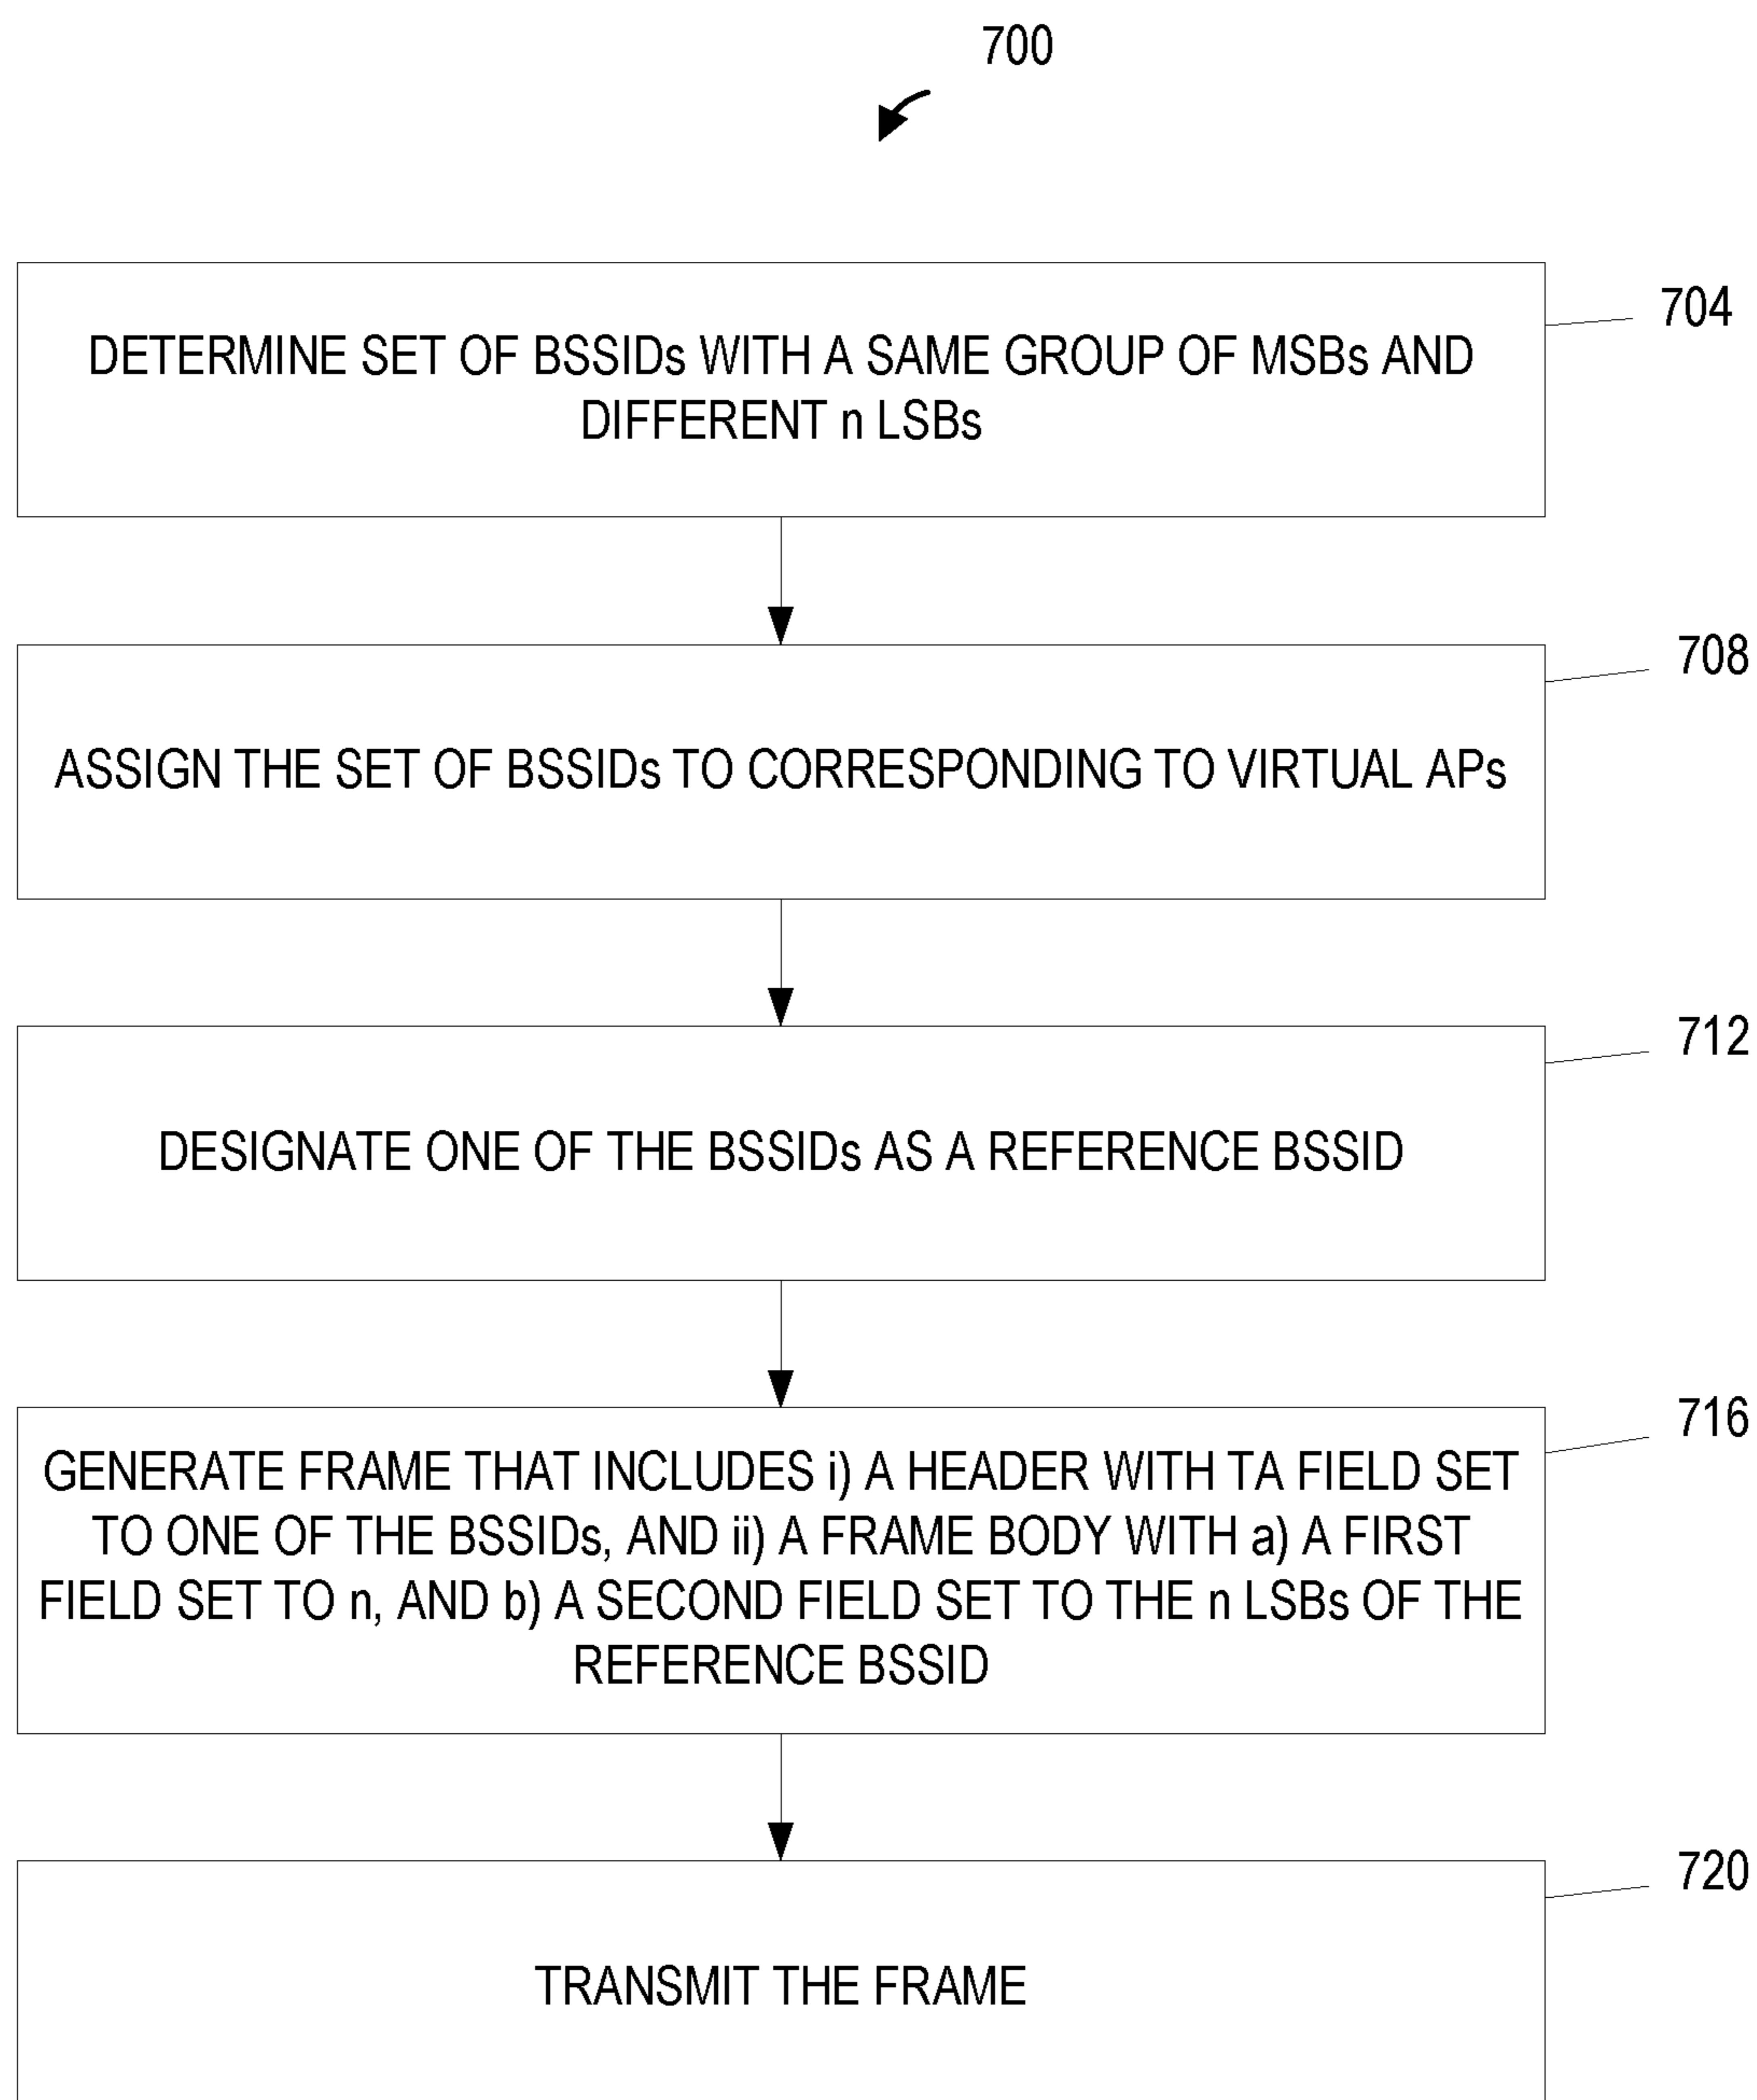 700
704
DETERMINE SET OF BSSIDs WITH A SAME GROUP OF MSBs AND
DIFFERENT n LSBs
708
ASSIGN THE SET OF BSSIDs TO CORRESPONDING TO VIRTUAL APs
712
DESIGNATE ONE OF THE BSSIDs AS A REFERENCE BSSID
716
GENERATE FRAME THAT INCLUDES i) A HEADER WITH TA FIELD SET
TO ONE OF THE BSSIDs, AND ii) A FRAME BODY WITH a) A FIRST
FIELD SET TO n, AND b) A SECOND FIELD SET TO THE n LSBs OF THE
REFERENCE BSSID
720
TRANSMIT THE FRAME